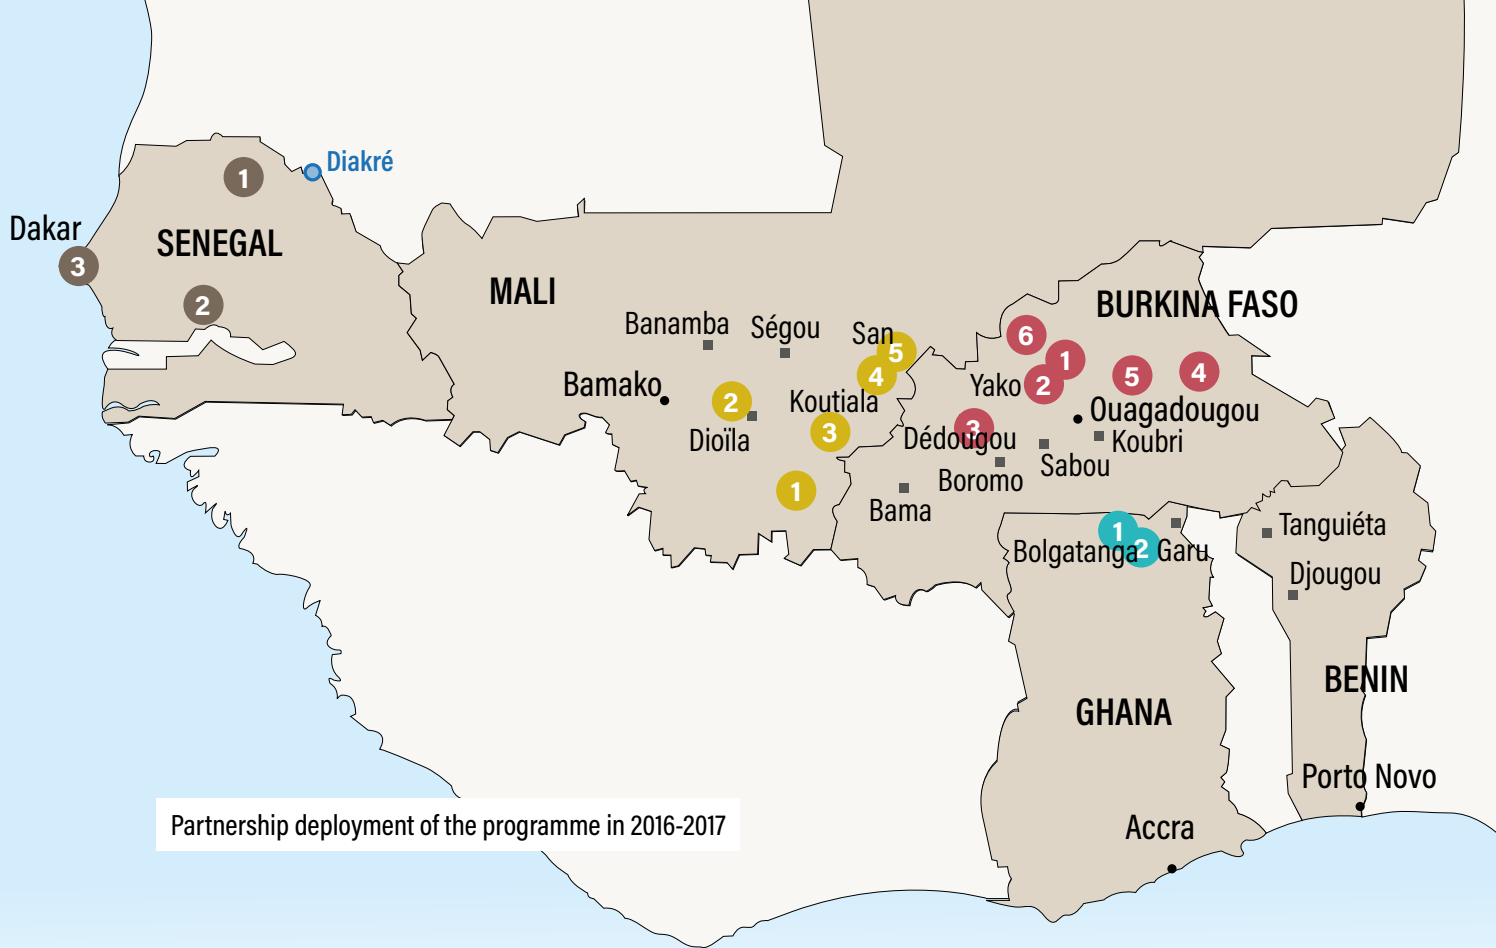 Diakré
1
Dakar
SENEGAL
3
2
MALI
BURKINA FASO
Banamba
Ségou
San
5
6
1
4
Bamako
Yako
2
5
4
2
Koutiala
Ouagadougou
Dioïla
3
Dédougou
3
Koubri
Sabou
Boromo
1
Bama
Tanguiéta
1
Bolgatanga
2
Garu
Djougou
BENIN
GHANA
Porto Novo
Partnership deployment of the programme in 2016-2017
Accra